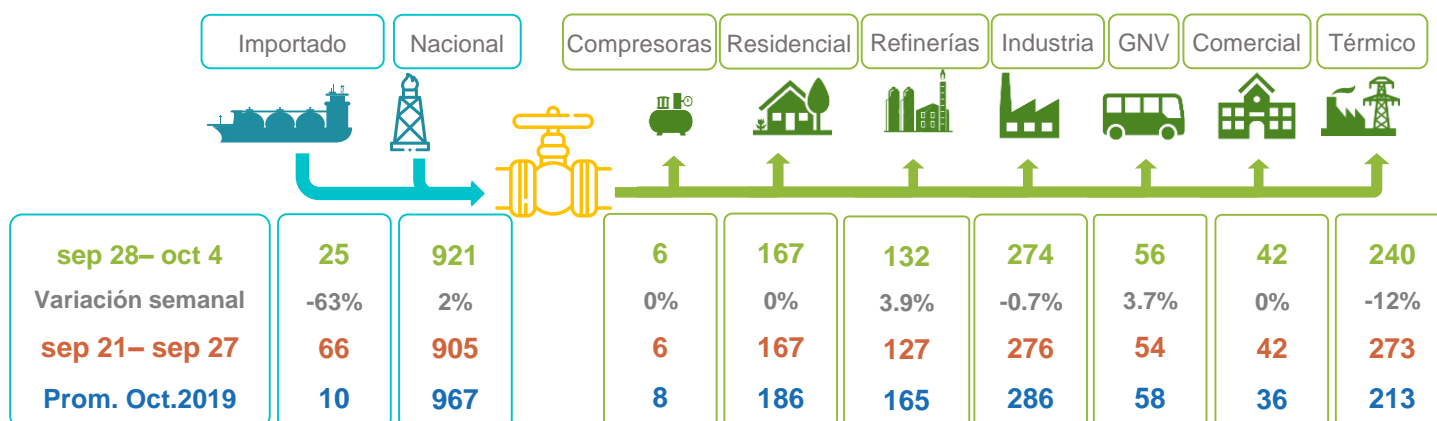 Importado Nacional Compresoras Residencial Refinerías Industria GNV Comercial Térmico
sep 28– oct 4 25 921 6 167 132 274 56 42 240
Variación semanal -63% 2% 0% 0% 3.9% -0.7% 3.7% 0% -12%
sep 21– sep 27 66 905 6 167 127 276 54 42 273
Prom. Oct.2019 10 967 8 186 165 286 58 36 213